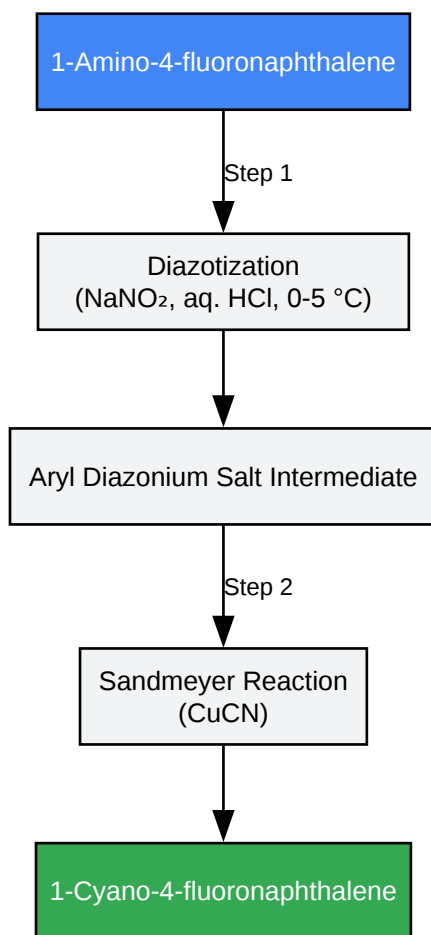 1-Amino-4-fluoronaphthalene
Step 1
Diazotization
(NaNO₂, aq. HCl, 0-5 °C)
Aryl Diazonium Salt Intermediate
Step 2
Sandmeyer Reaction
(CuCN)
1-Cyano-4-fluoronaphthalene